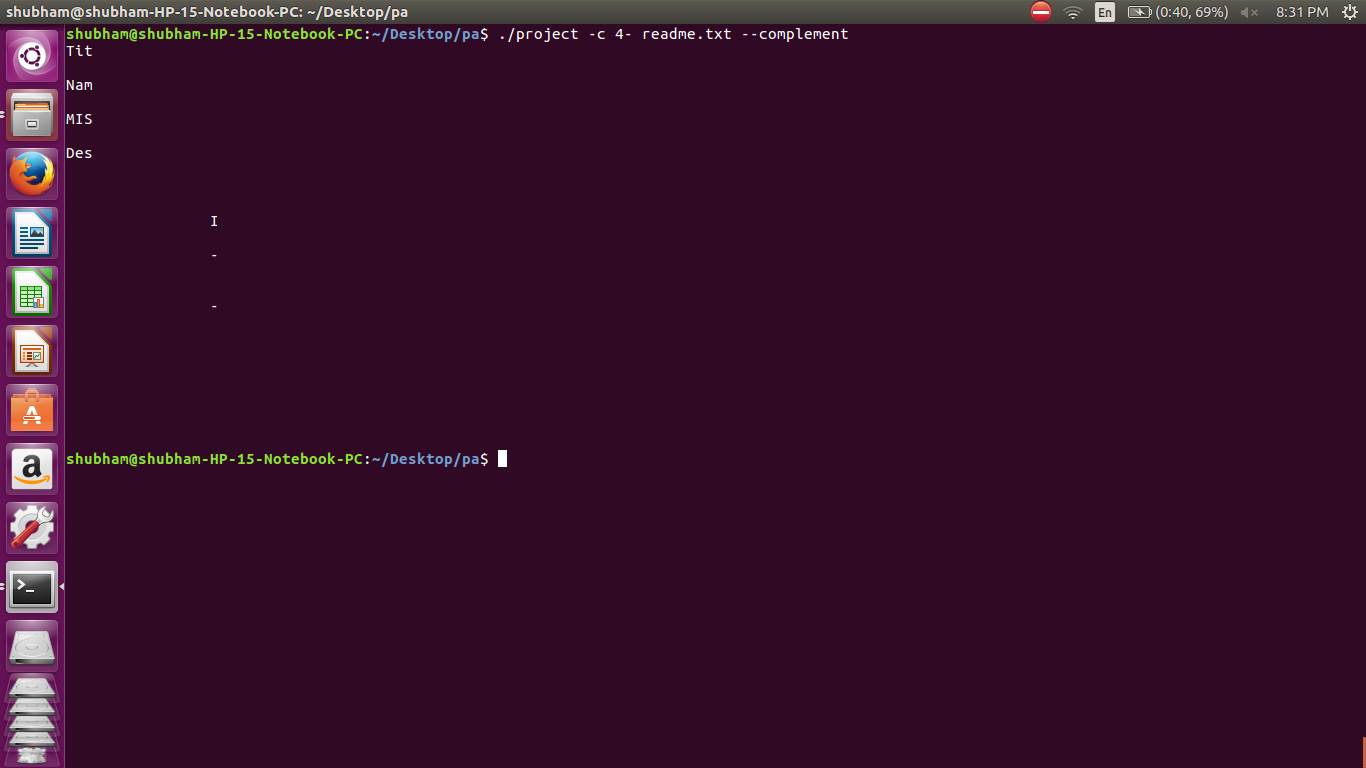 shubham@shubham-HP-15-Notebook-PC: ~/Desktop/pa
En
(0:40, 69%)
8:31 PM
shubham@shubham-HP-15-Notebook-PC:~/Desktop/pa$ ./project -c 4- readme.txt --complement
Tit
Nam
MIS
Des
I
-
-
shubham@shubham-HP-15-Notebook-PC:~/Desktop/pa$